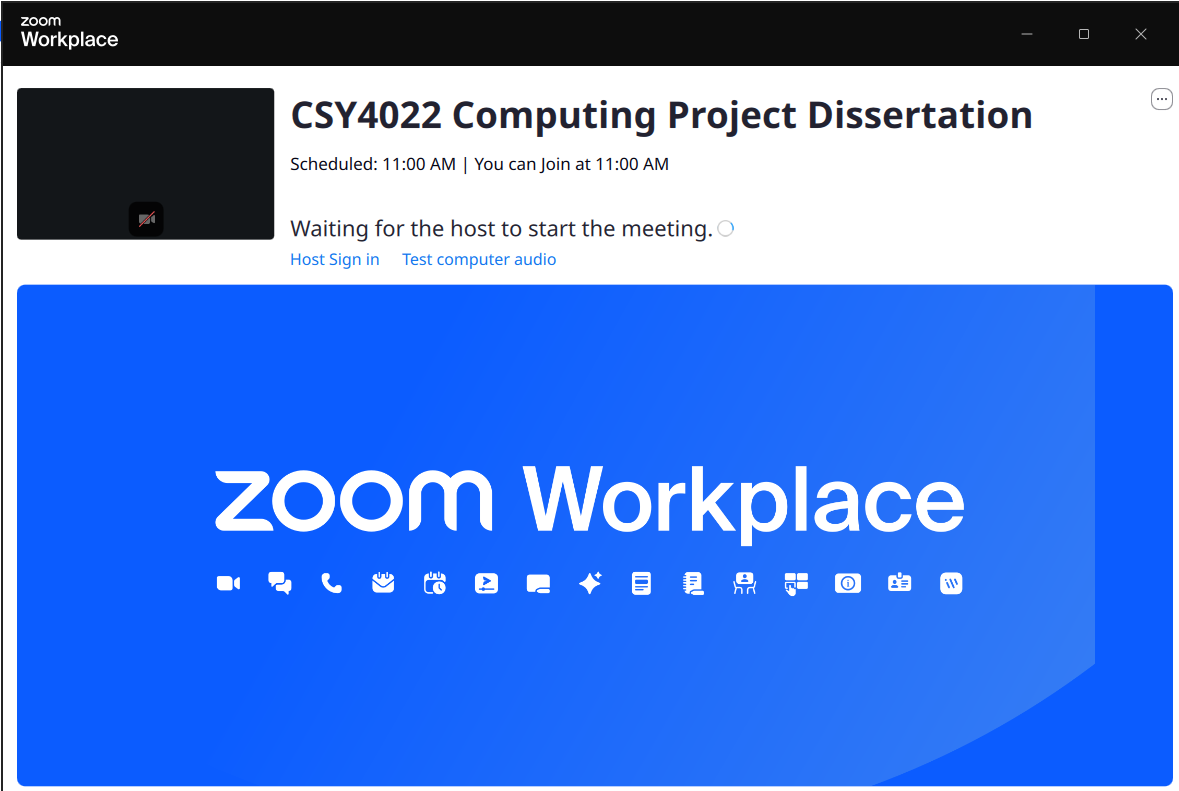 zoom
Workplace
CSY4022 Computing Project Dissertation
Scheduled: 11:00 AM | You can Join at 11:00 AM
Waiting for the host to start the meeting.
Host Sign in Test computer audio
zoom Workplace